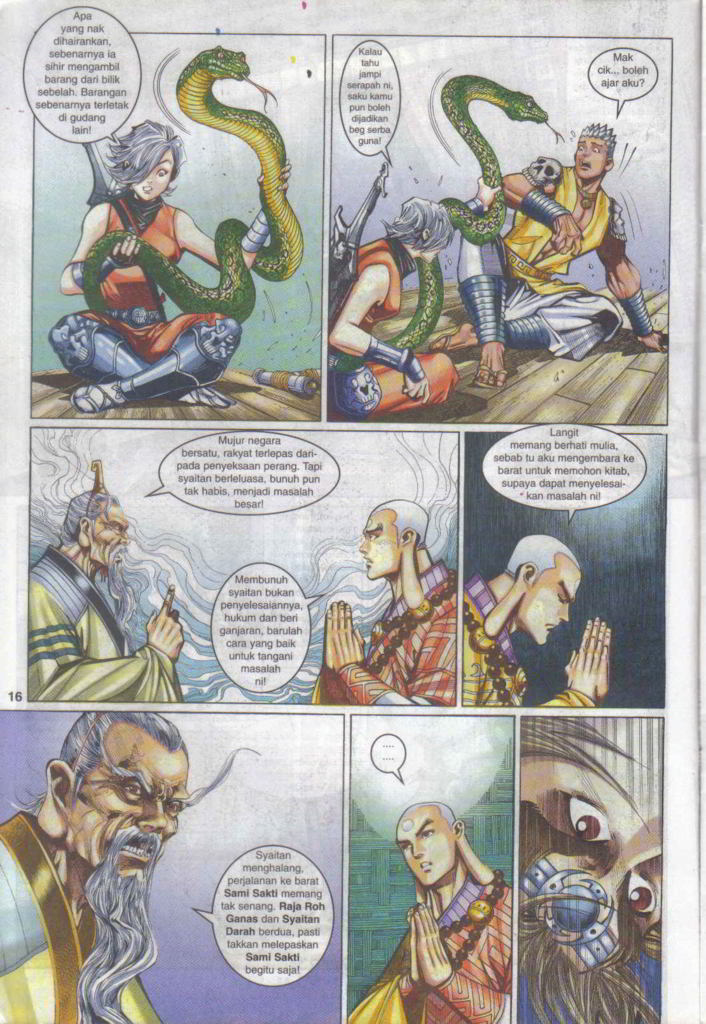 Apa
yang nak
dihairankan,
sebenarnya ia
sihir mengambil
barang dari bilik
sebelah. Barangan
sebenarnya terletak
di gudang
lain!
Kalau
tahu
jampi
serapah ni,
saku kamu
pun boleh
dijadikan
beg serba
guna!
Mak
cik... boleh
ajar aku?
Mujur negara
bersatu, rakyat terlepas dari-
pada penyeksaan perang. Tapi
syaitan berleluasa, bunuh pun
tak habis, menjadi masalah
besar!
Membunuh
syaitan bukan
penyelesaiannya,
hukum dan beri
ganjaran, barulah
cara yang baik
untuk tangani
masalah
ni!
Langit
memang berhati mulia,
sebab tu aku mengembara ke
barat untuk memohon kitab,
supaya dapat menyelesai-
kan masalah ni!
16
Syaitan
menghalang,
perjalanan ke barat
Sami Sakti memang
tak senang. Raja Roh
Ganas dan Syaitan
Darah berdua, pasti
takkan melepaskan
Sami Sakti
begitu saja!
....
....